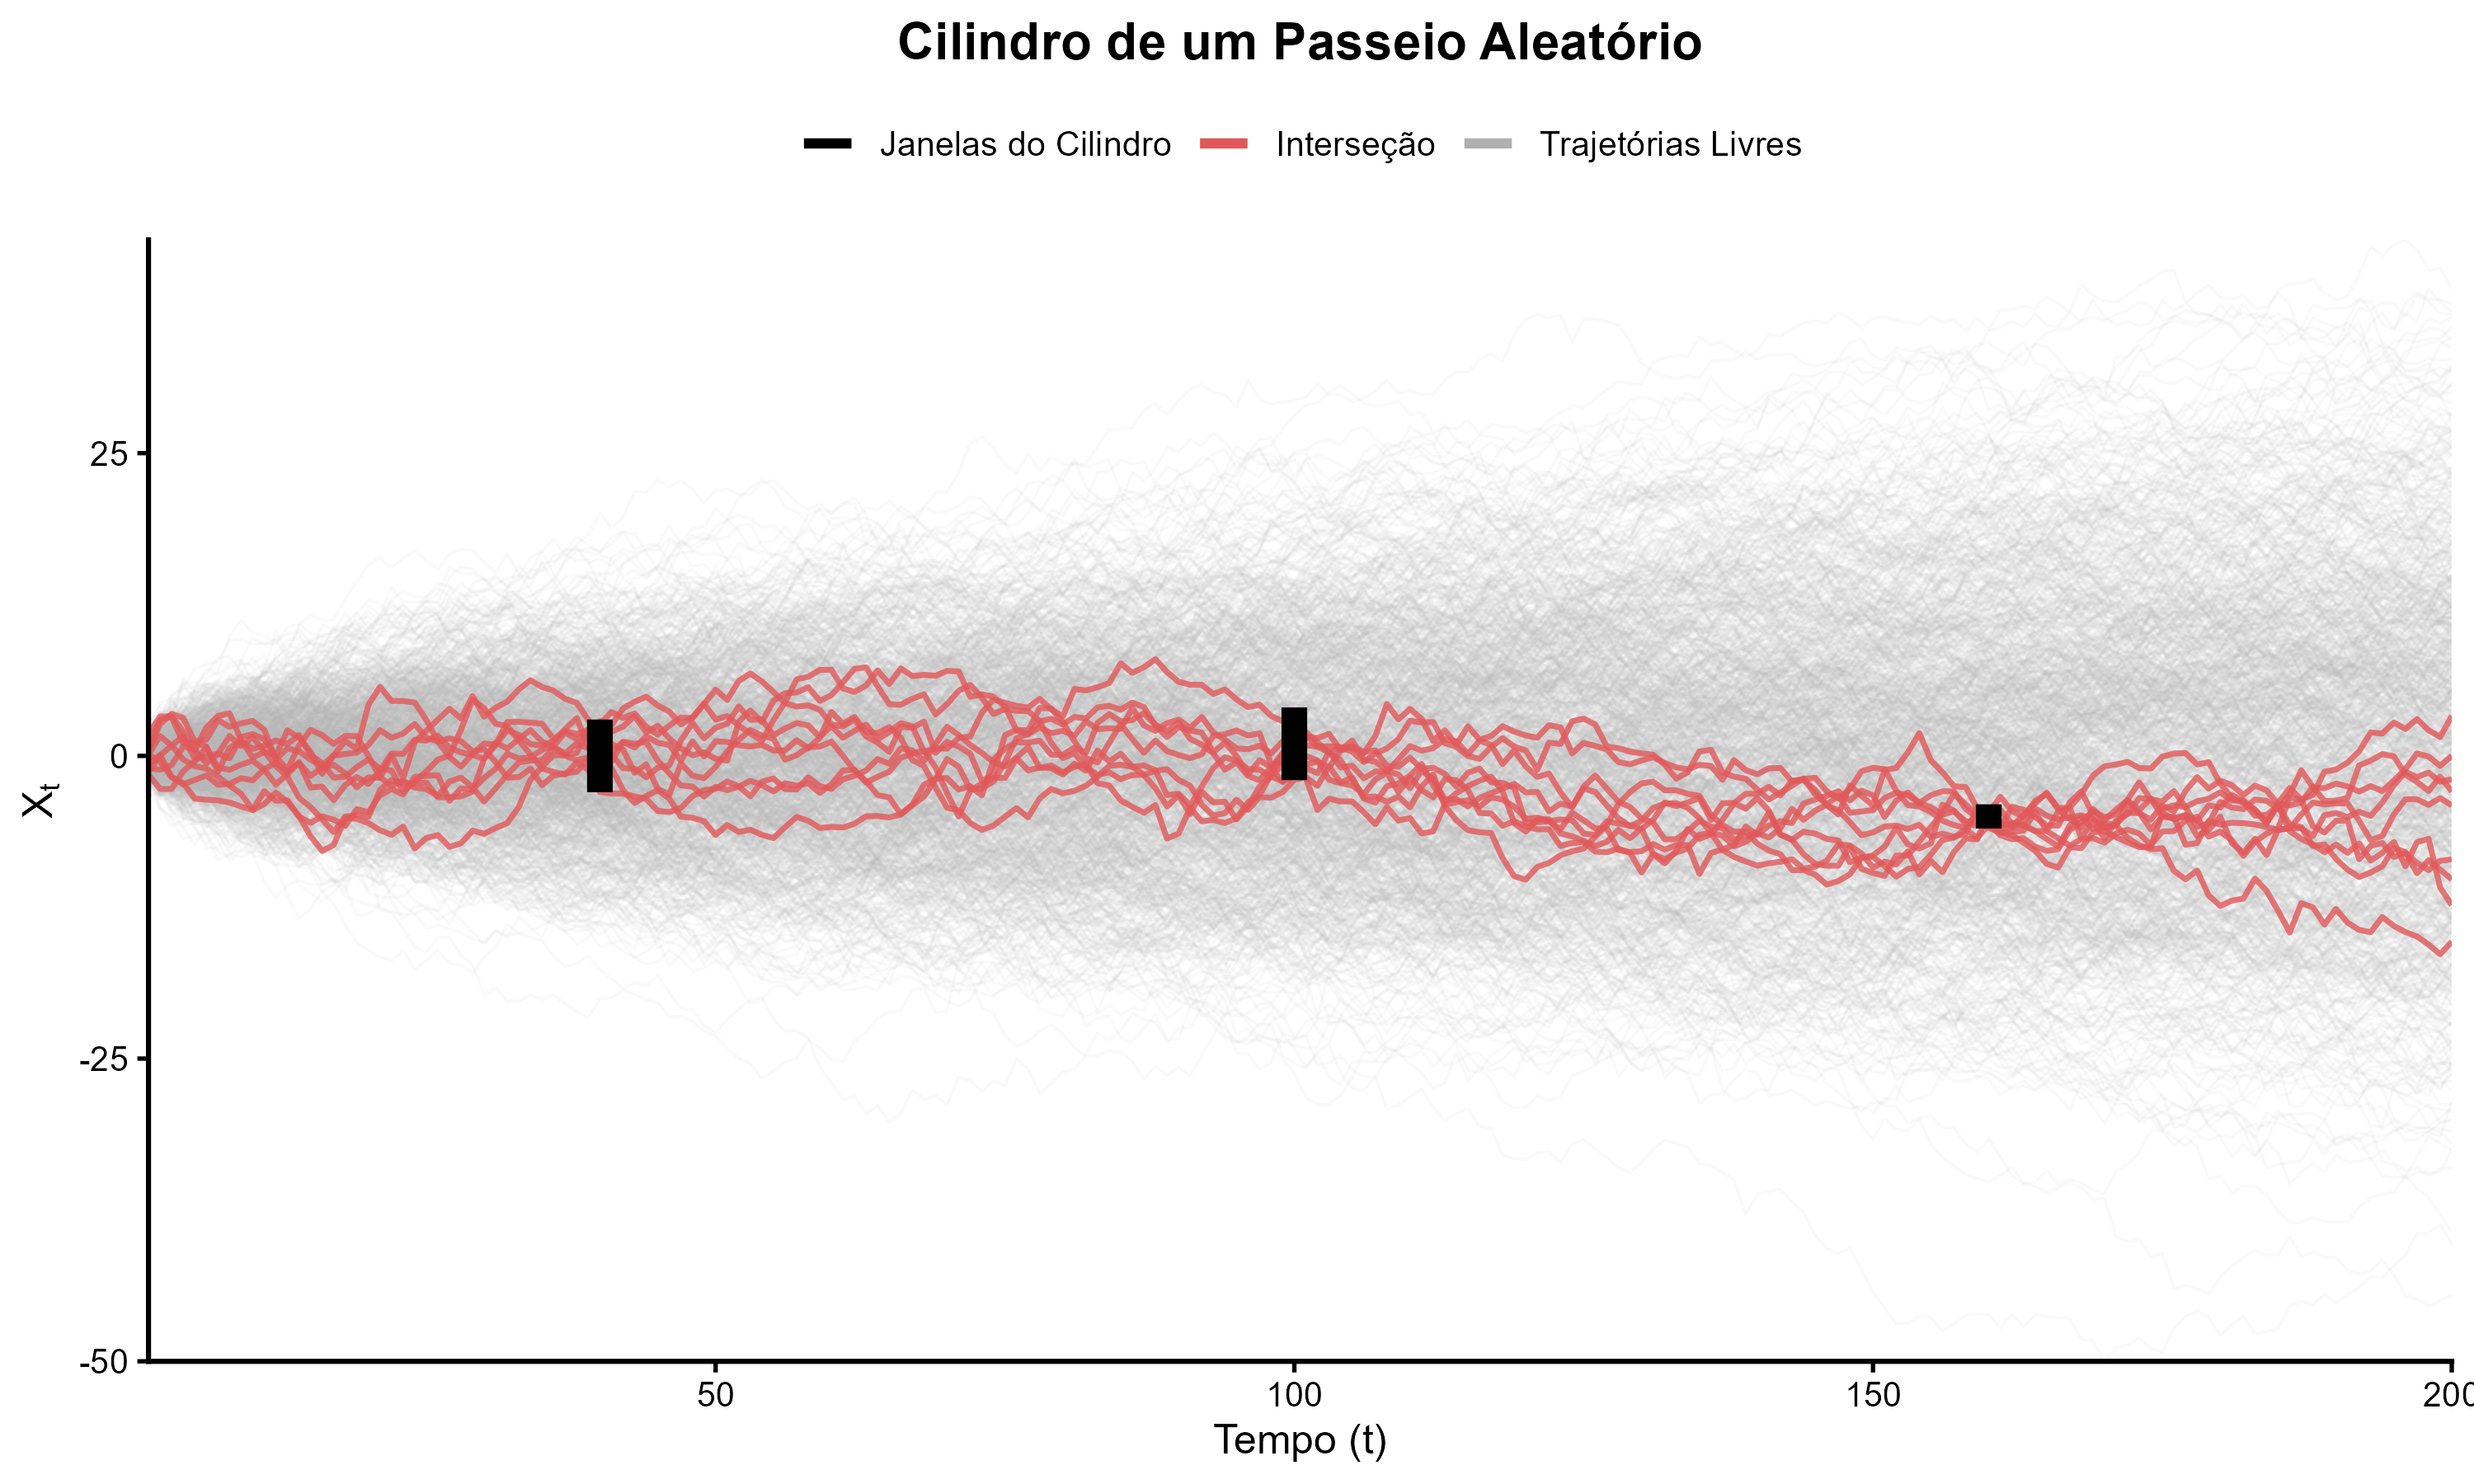 Cilindro de um Passeio Aleatório
Janelas do Cilindro Interseção Trajetórias Livres
25
0
-25
-50
Xt
50 100 150 200
Tempo (t)